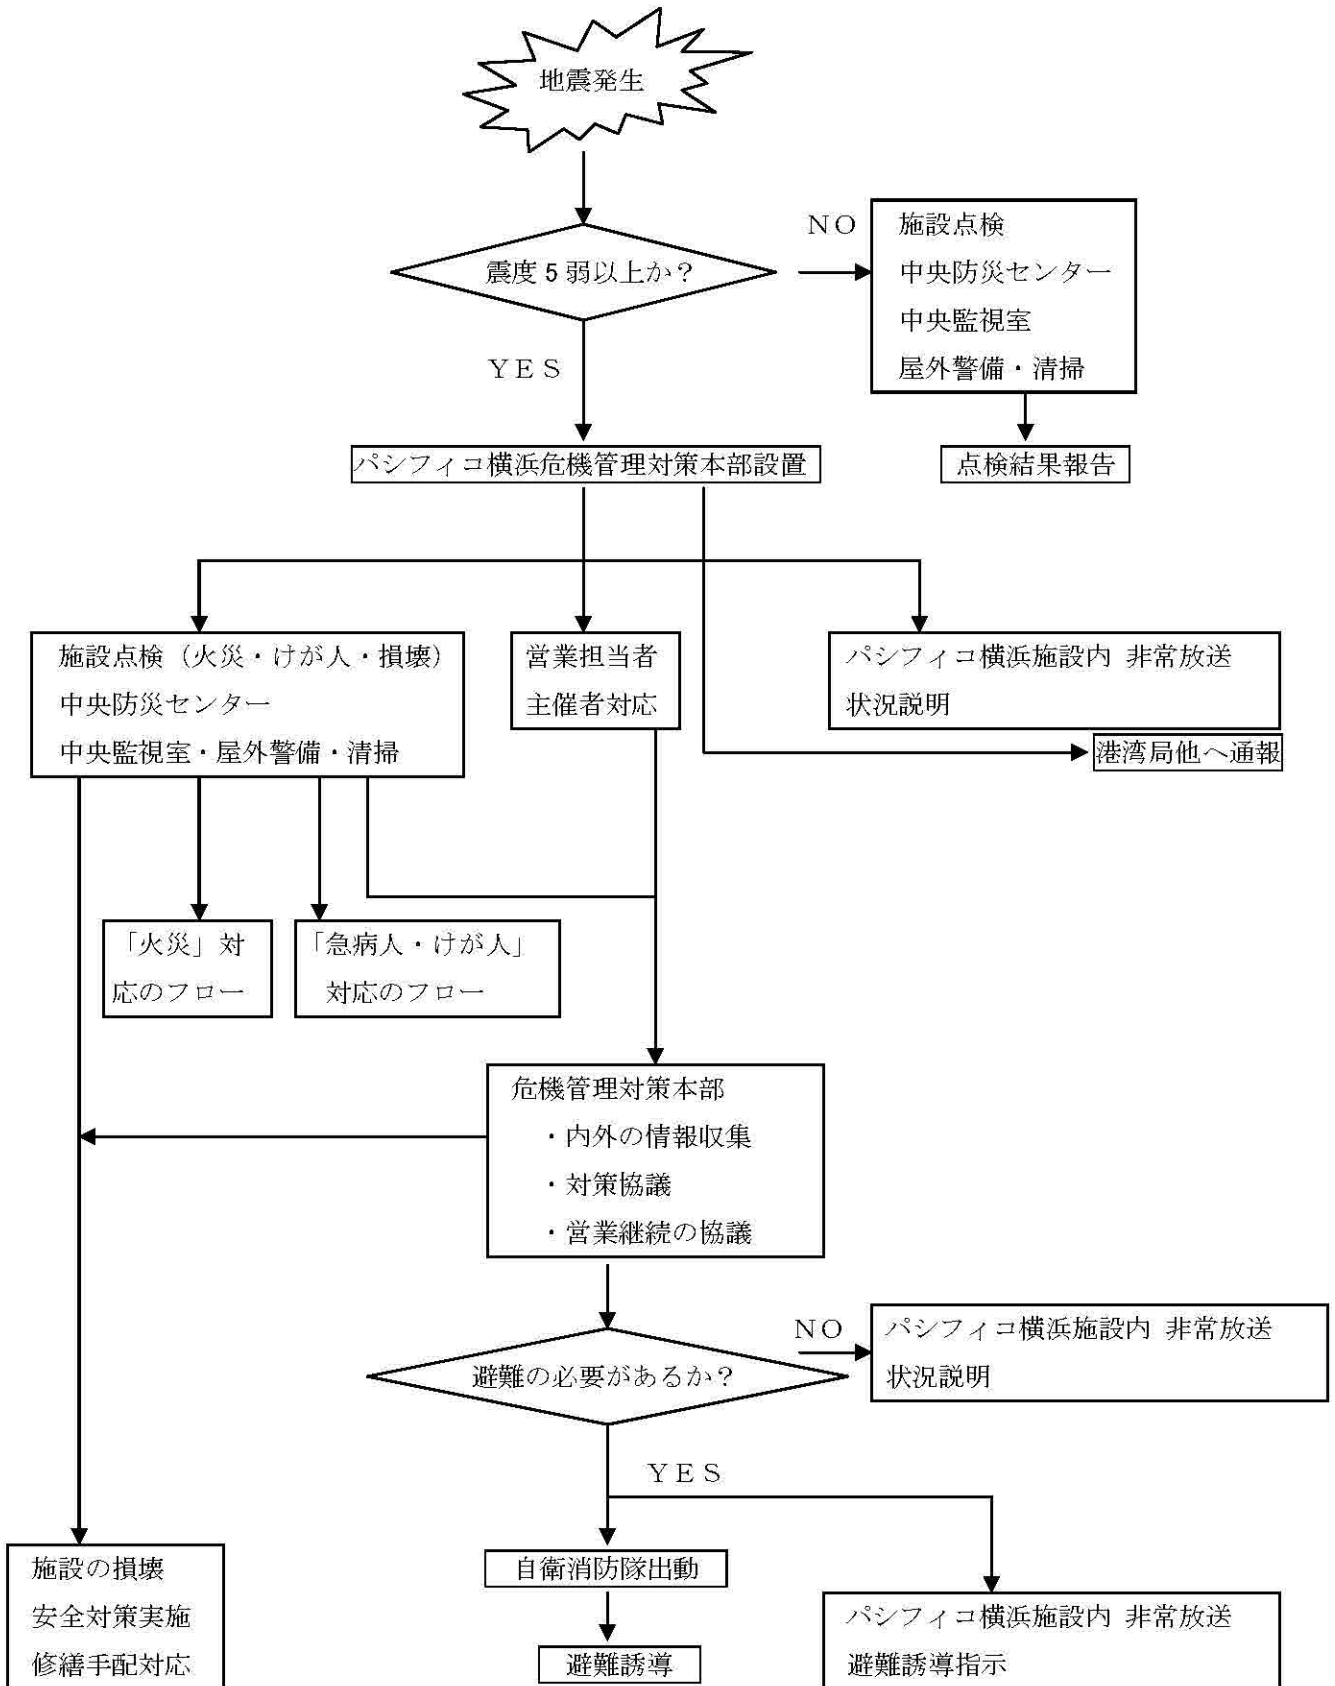 地震発生
震度5弱以上か?
NO
施設点検
中央防災センター
中央監視室
屋外警備・清掃
点検結果報告
YES
パシフィコ横浜危機管理対策本部設置
施設点検(火災・けが人・損壊)
中央防災センター
中央監視室・屋外警備・清掃
営業担当者
主催者対応
パシフィコ横浜施設内 非常放送
状況説明
港湾局他へ通報
「火災」対
応のフロー
「急病人・けが人」
対応のフロー
危機管理対策本部
・内外の情報収集
・対策協議
・営業継続の協議
避難の必要があるか?
NO
パシフィコ横浜施設内 非常放送
状況説明
YES
施設の損壊
安全対策実施
修繕手配対応
自衛消防隊出動
避難誘導
パシフィコ横浜施設内 非常放送
避難誘導指示